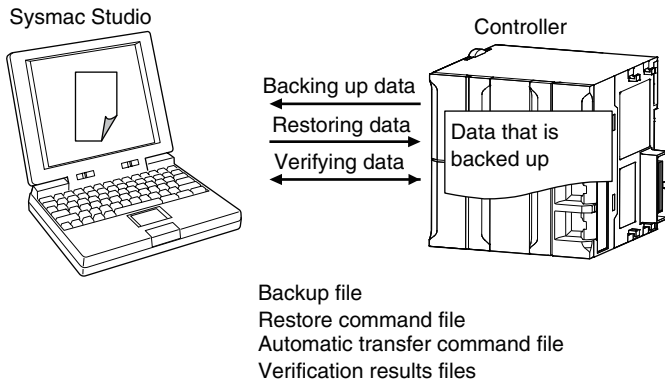 Sysmac Studio
Controller
Backing up data
Restoring data
Verifying data
Data that is
backed up
Backup file
Restore command file
Automatic transfer command file
Verification results files